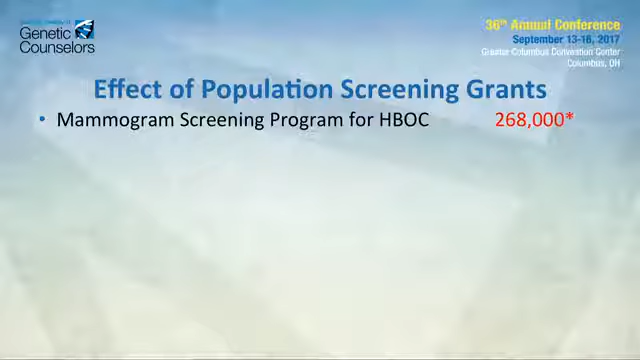 Genetic
Counselors
36th Annual Conference
September 13-16, 2017
Greater Columbus Convention Center
Columbus, OH
Effect of Population Screening Grants
• Mammogram Screening Program for HBOC 268,000*